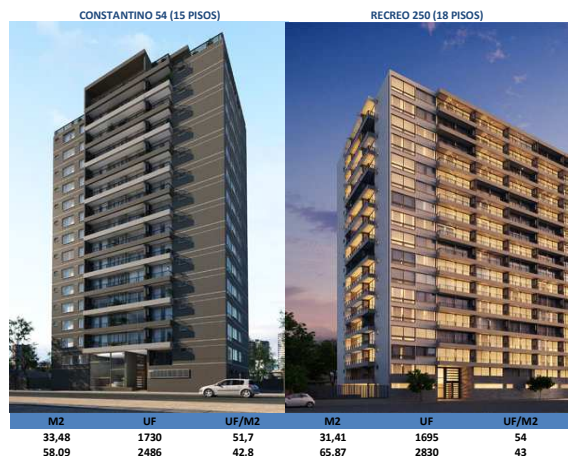 CONSTANTINO 54 (15 PISOS) RECREO 250 (18 PISOS)
M2 UF UF/M2 M2 UF UF/M2
33,48 1730 51,7 31,41 1695 54
58.09 2486 42.8 65.87 2830 43